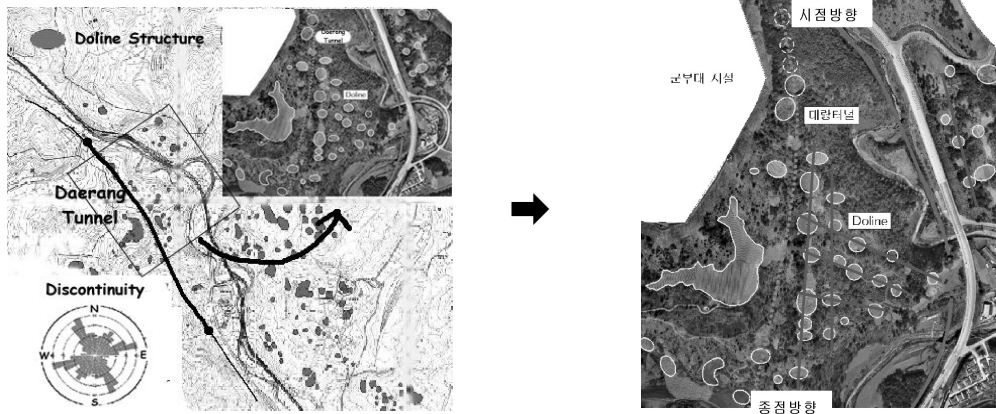 Doline Structure
Daerang
Tunnel
Doline
Daerang
Tunnel
Discontinuity
N
W
E
S
시점방향
군부대 시설
대랑터널
Doline
종점방향